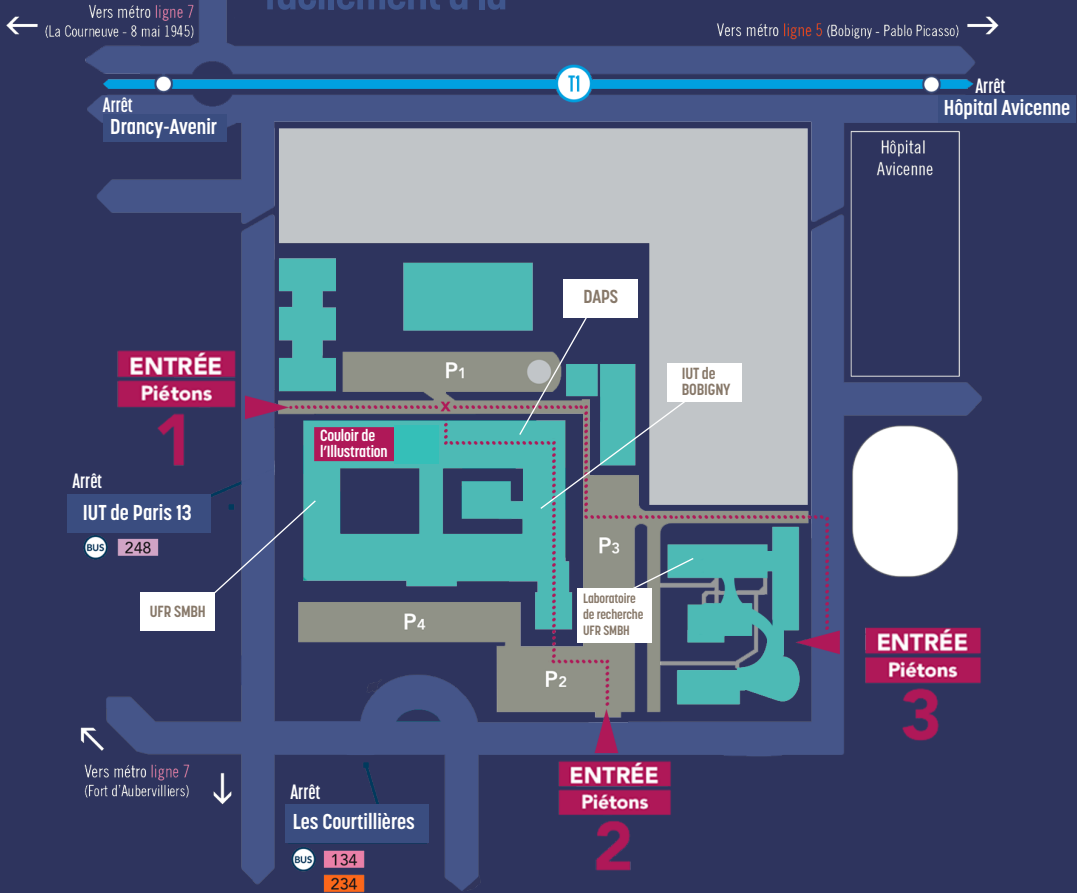 facilement à la
Vers métro ligne 7
(La Courneuve - 8 mai 1945)
Vers métro ligne 5 (Bobigny - Pablo Picasso)
T1
Arrêt
Drancy-Avenir
Arrêt
Hôpital Avicenne
Hôpital
Avicenne
DAPS
ENTRÉE
Piétons
1
P1
IUT de
BOBIGNY
x
Couloir de
l'Illustration
Arrêt
IUT de Paris 13
BUS 248
P3
UFR SMBH
Laboratoire
de recherche
UFR SMBH
P4
ENTRÉE
Piétons
3
P2
Vers métro ligne 7
(Fort d'Aubervilliers)
ENTRÉE
Piétons
2
Arrêt
Les Courtillières
BUS 134
234